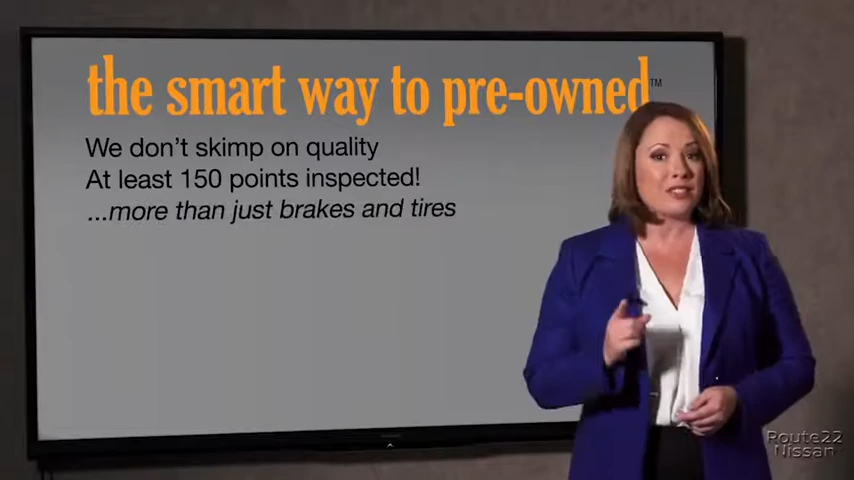 the smart way to pre-owned™
We don't skimp on quality
At least 150 points inspected!
...more than just brakes and tires
Route22
Nissan